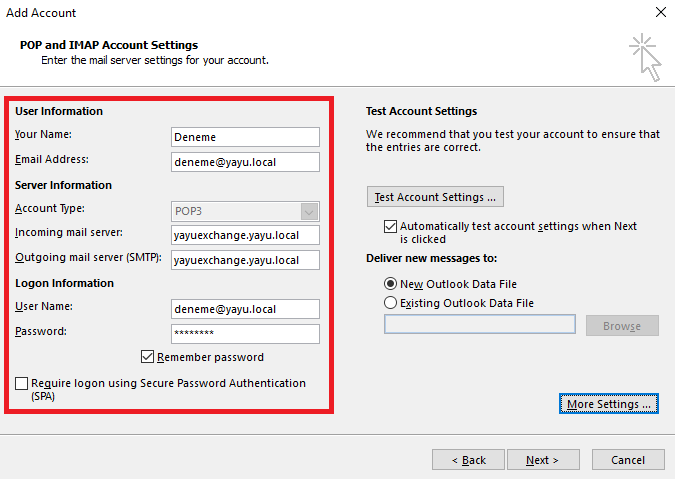 Add Account
POP and IMAP Account Settings
Enter the mail server settings for your account.
User Information
Your Name:
Deneme
Email Address:
deneme@yayu.local
Server Information
Account Type:
POP3
Incoming mail server:
yayuexchange.yayu.local
Outgoing mail server (SMTP):
yayuexchange.yayu.local
Logon Information
User Name:
deneme@yayu.local
Password:
********
Remember password
Require logon using Secure Password Authentication
(SPA)
Test Account Settings
We recommend that you test your account to ensure that
the entries are correct.
Test Account Settings ...
Automatically test account settings when Next
is clicked
Deliver new messages to:
New Outlook Data File
Existing Outlook Data File
Browse
More Settings ...
< Back
Next >
Cancel